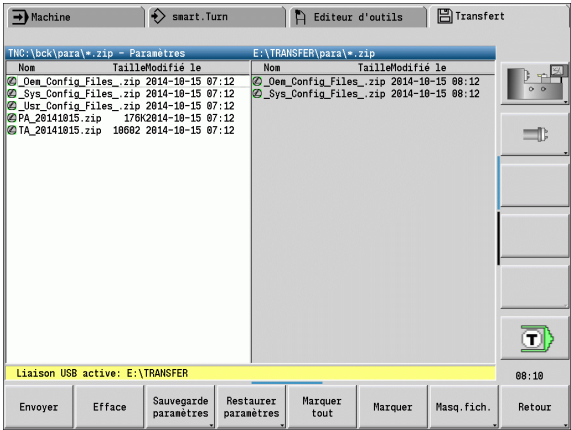 Machine
smart.Turn
Editeur d'outils
Transfert
TNC:\bck\para\*.zip - Paramètres
E:\TRANSFER\para\*.zip
Nom TailleModifié le
Nom TailleModifié le
_Oem_Config_Files_.zip 2014-10-15 07:12
_Oem_Config_Files_.zip 2014-10-15 08:12
_Sys_Config_Files_.zip 2014-10-15 07:12
_Sys_Config_Files_.zip 2014-10-15 08:12
_Usr_Config_Files_.zip 2014-10-15 07:12
PA_20141015.zip 176K2014-10-15 07:12
TA_20141015.zip 10602 2014-10-15 07:12
T
Liaison USB active: E:\TRANSFER
08:10
Envoyer
Efface
Sauvegarde
paramètres
Restaurer
paramètres
Marquer
tout
Marquer
Masq.fich.
Retour